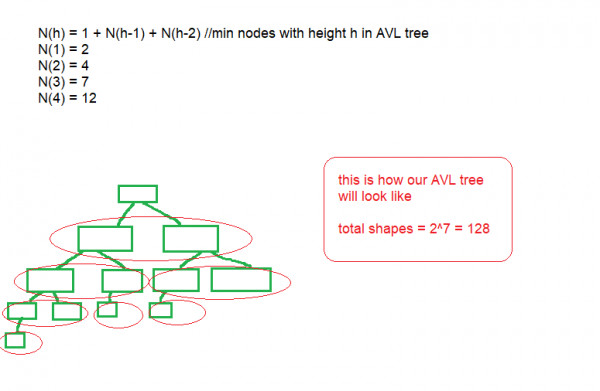 N(h) = 1 + N(h-1) + N(h-2) //min nodes with height h in AVL tree
N(1) = 2
N(2) = 4
N(3) = 7
N(4) = 12
this is how our AVL tree
will look like
total shapes = 2^7 = 128